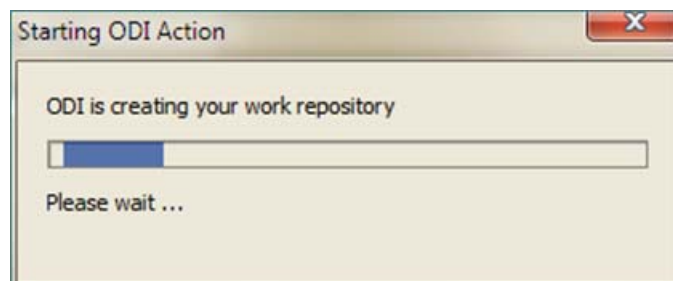 Starting ODI Action
ODI is creating your work repository
Please wait ...